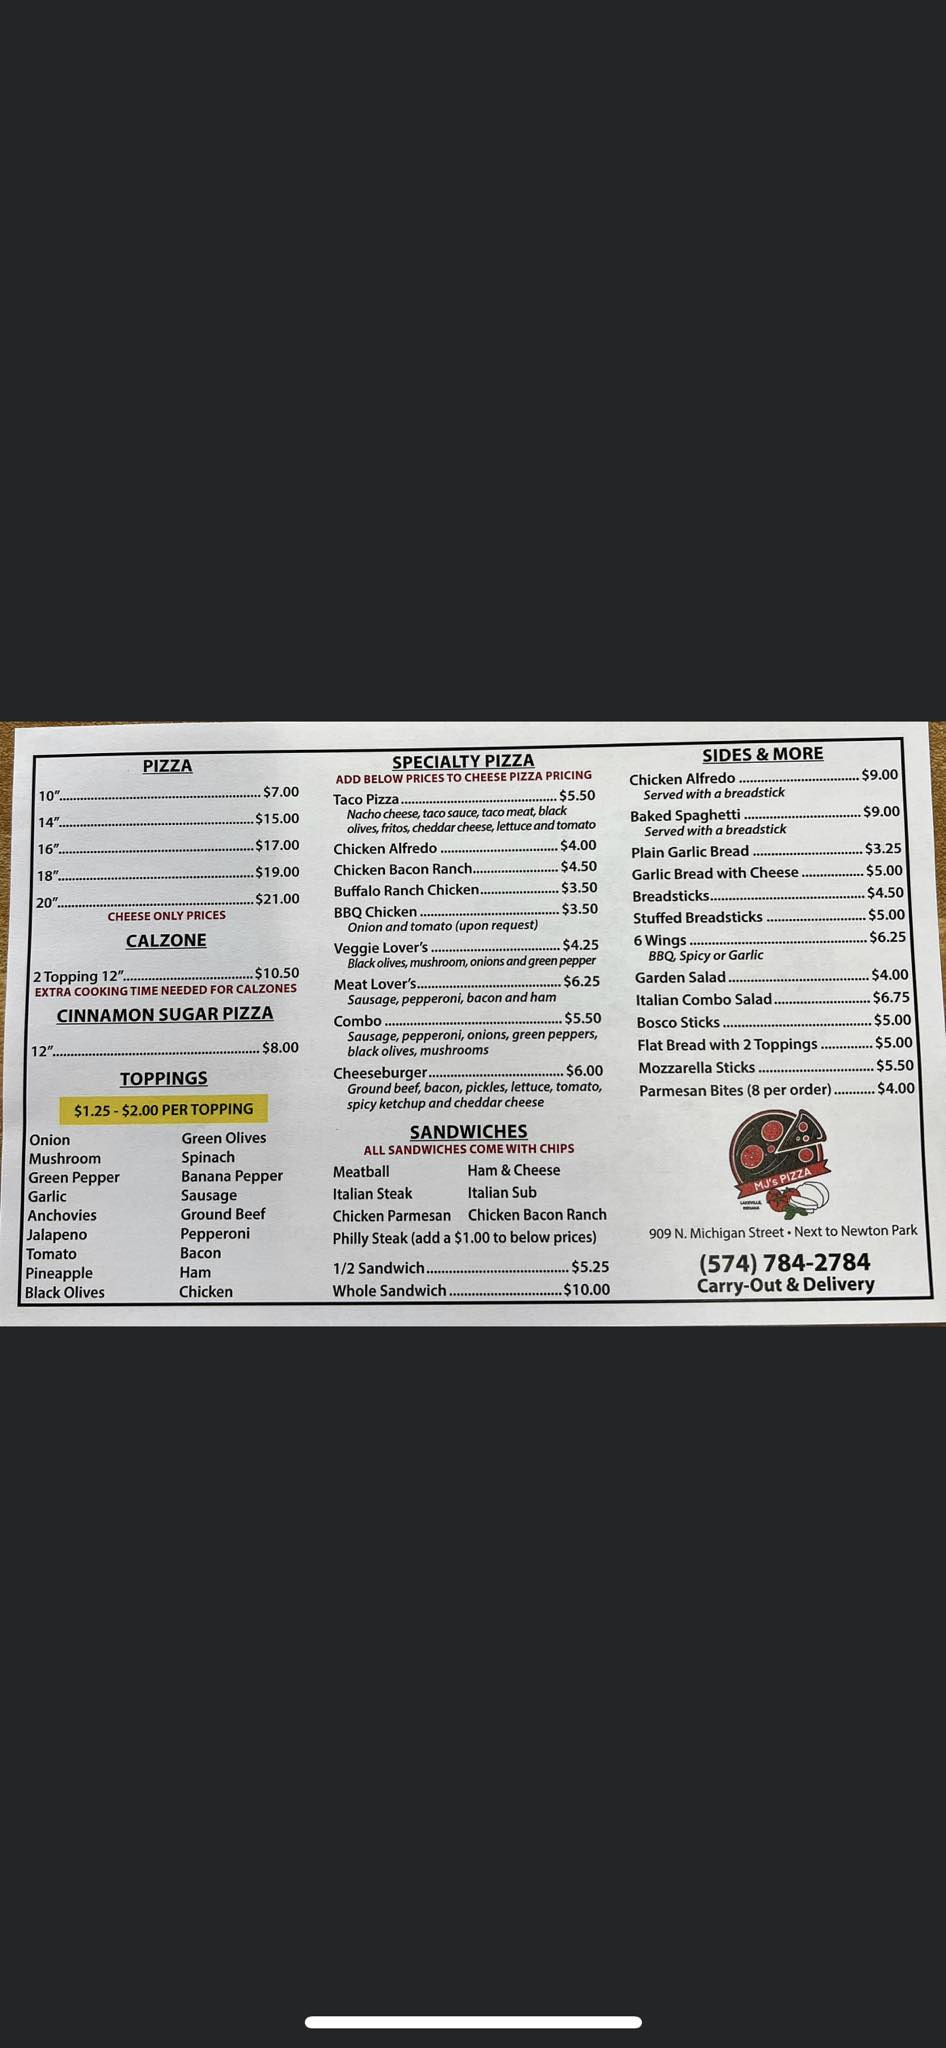 PIZZA
10" $7.00
14" $15.00
16" $17.00
18" $19.00
20" $21.00
CHEESE ONLY PRICES
CALZONE
2 Topping 12" $10.50
EXTRA COOKING TIME NEEDED FOR CALZONES
CINNAMON SUGAR PIZZA
12" $8.00
TOPPINGS
$1.25 - $2.00 PER TOPPING
Onion
Mushroom
Green Pepper
Garlic
Anchovies
Jalapeno
Tomato
Pineapple
Black Olives
Green Olives
Spinach
Banana Pepper
Sausage
Ground Beef
Pepperoni
Bacon
Ham
Chicken
SPECIALTY PIZZA
ADD BELOW PRICES TO CHEESE PIZZA PRICING
Taco Pizza $5.50
Nacho cheese, taco sauce, taco meat, black
olives, fritos, cheddar cheese, lettuce and tomato
Chicken Alfredo $4.00
Chicken Bacon Ranch $4.50
Buffalo Ranch Chicken $3.50
BBQ Chicken $3.50
Onion and tomato (upon request)
Veggie Lover's $4.25
Black olives, mushroom, onions and green pepper
Meat Lover's $6.25
Sausage, pepperoni, bacon and ham
Combo $5.50
Sausage, pepperoni, onions, green peppers,
black olives, mushrooms
Cheeseburger $6.00
Ground beef, bacon, pickles, lettuce, tomato,
spicy ketchup and cheddar cheese
SANDWICHES
ALL SANDWICHES COME WITH CHIPS
Meatball Ham & Cheese
Italian Steak Italian Sub
Chicken Parmesan Chicken Bacon Ranch
Philly Steak (add a $1.00 to below prices)
1/2 Sandwich $5.25
Whole Sandwich $10.00
SIDES & MORE
Chicken Alfredo $9.00
Served with a breadstick
Baked Spaghetti $9.00
Served with a breadstick
Plain Garlic Bread $3.25
Garlic Bread with Cheese $5.00
Breadsticks $4.50
Stuffed Breadsticks $5.00
6 Wings $6.25
BBQ, Spicy or Garlic
Garden Salad $4.00
Italian Combo Salad $6.75
Bosco Sticks $5.00
Flat Bread with 2 Toppings $5.00
Mozzarella Sticks $5.50
Parmesan Bites (8 per order) $4.00
MJ's PIZZA
LAKEVILLE,
INDIANA
909 N. Michigan Street • Next to Newton Park
(574) 784-2784
Carry-Out & Delivery